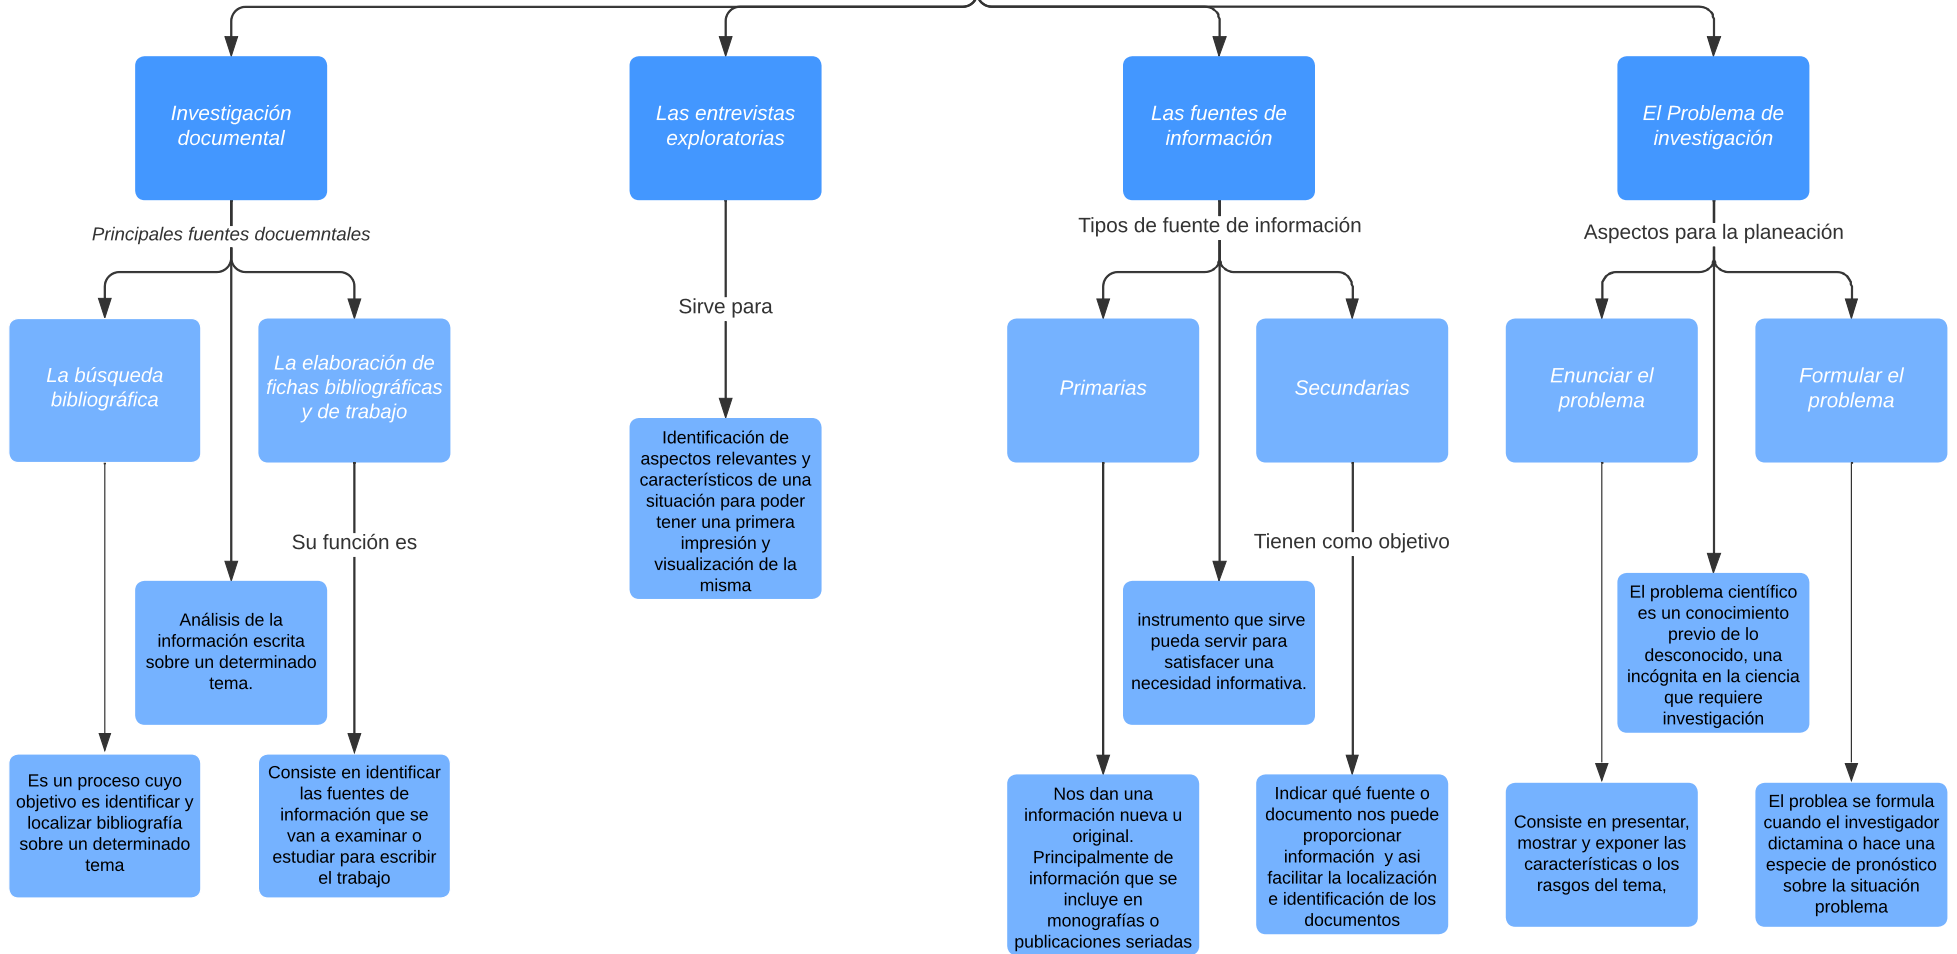 Investigación
documental
Las entrevistas
exploratorias
Las fuentes de
información
El Problema de
investigación
Principales fuentes docuemntales
Tipos de fuente de información
Aspectos para la planeación
Sirve para
La búsqueda
bibliográfica
La elaboración de
fichas bibliográficas
y de trabajo
Primarias
Secundarias
Enunciar el
problema
Formular el
problema
Identificación de
aspectos relevantes y
característicos de una
situación para poder
tener una primera
impresión y
visualización de la
misma
Su función es
Tienen como objetivo
Análisis de la
información escrita
sobre un determinado
tema.
instrumento que sirve
pueda servir para
satisfacer una
necesidad informativa.
El problema científico
es un conocimiento
previo de lo
desconocido, una
incógnita en la ciencia
que requiere
investigación
Es un proceso cuyo
objetivo es identificar y
localizar bibliografía
sobre un determinado
tema
Consiste en identificar
las fuentes de
información que se
van a examinar o
estudiar para escribir
el trabajo
Nos dan una
información nueva u
original.
Principalmente de
información que se
incluye en
monografías o
publicaciones seriadas
Indicar qué fuente o
documento nos puede
proporcionar
información  y asi
facilitar la localización
e identificación de los
documentos
Consiste en presentar,
mostrar y exponer las
características o los
rasgos del tema,
El problea se formula
cuando el investigador
dictamina o hace una
especie de pronóstico
sobre la situación
problema